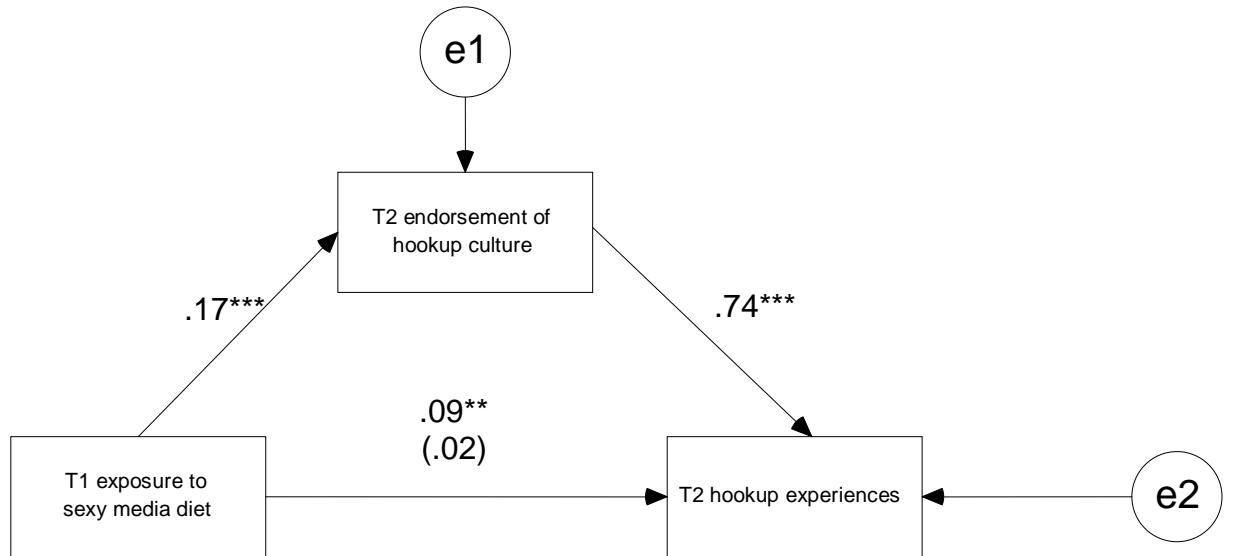 e1
T2 endorsement of
hookup culture
.17***
.74***
.09**
(.02)
T1 exposure to
sexy media diet
T2 hookup experiences
e2